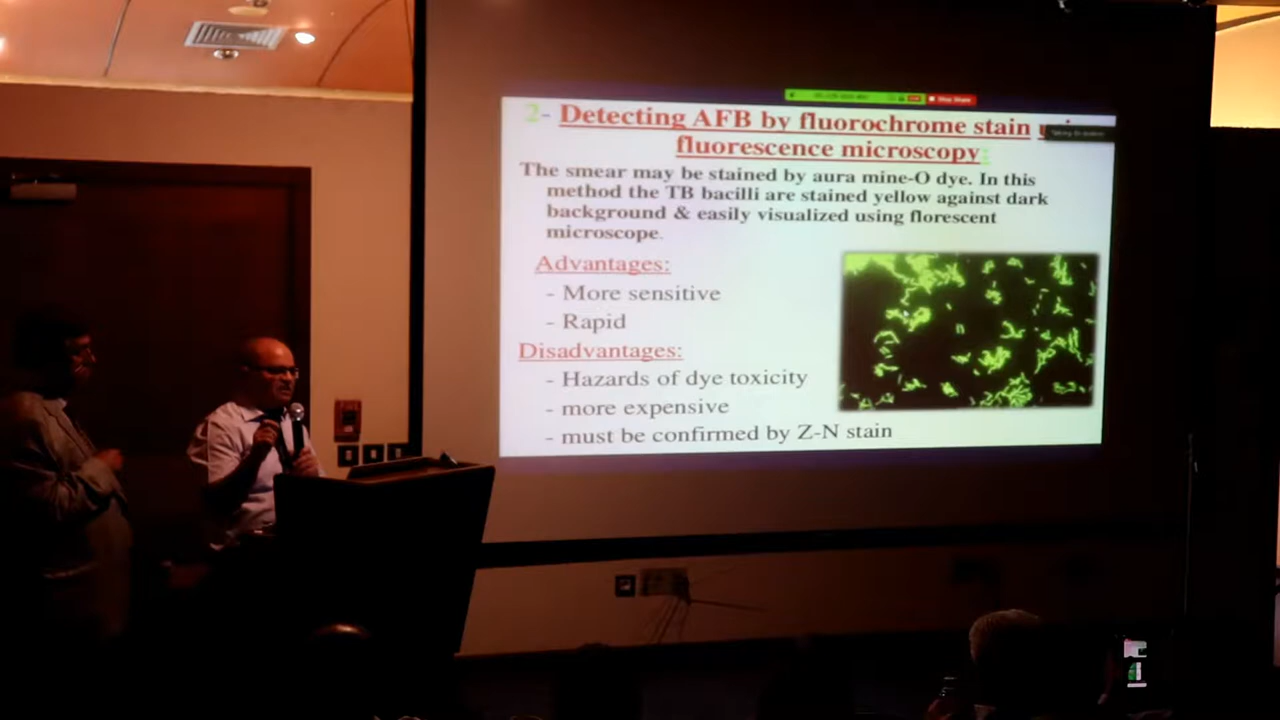 Stop Share
2- Detecting AFB by fluorochrome stain
fluorescence microscopy:
The smear may be stained by aura mine-O dye. In this
method the TB bacilli are stained yellow against dark
background & easily visualized using florescent
microscope.
Advantages:
- More sensitive
- Rapid
Disadvantages:
- Hazards of dye toxicity
- more expensive
- must be confirmed by Z-N stain